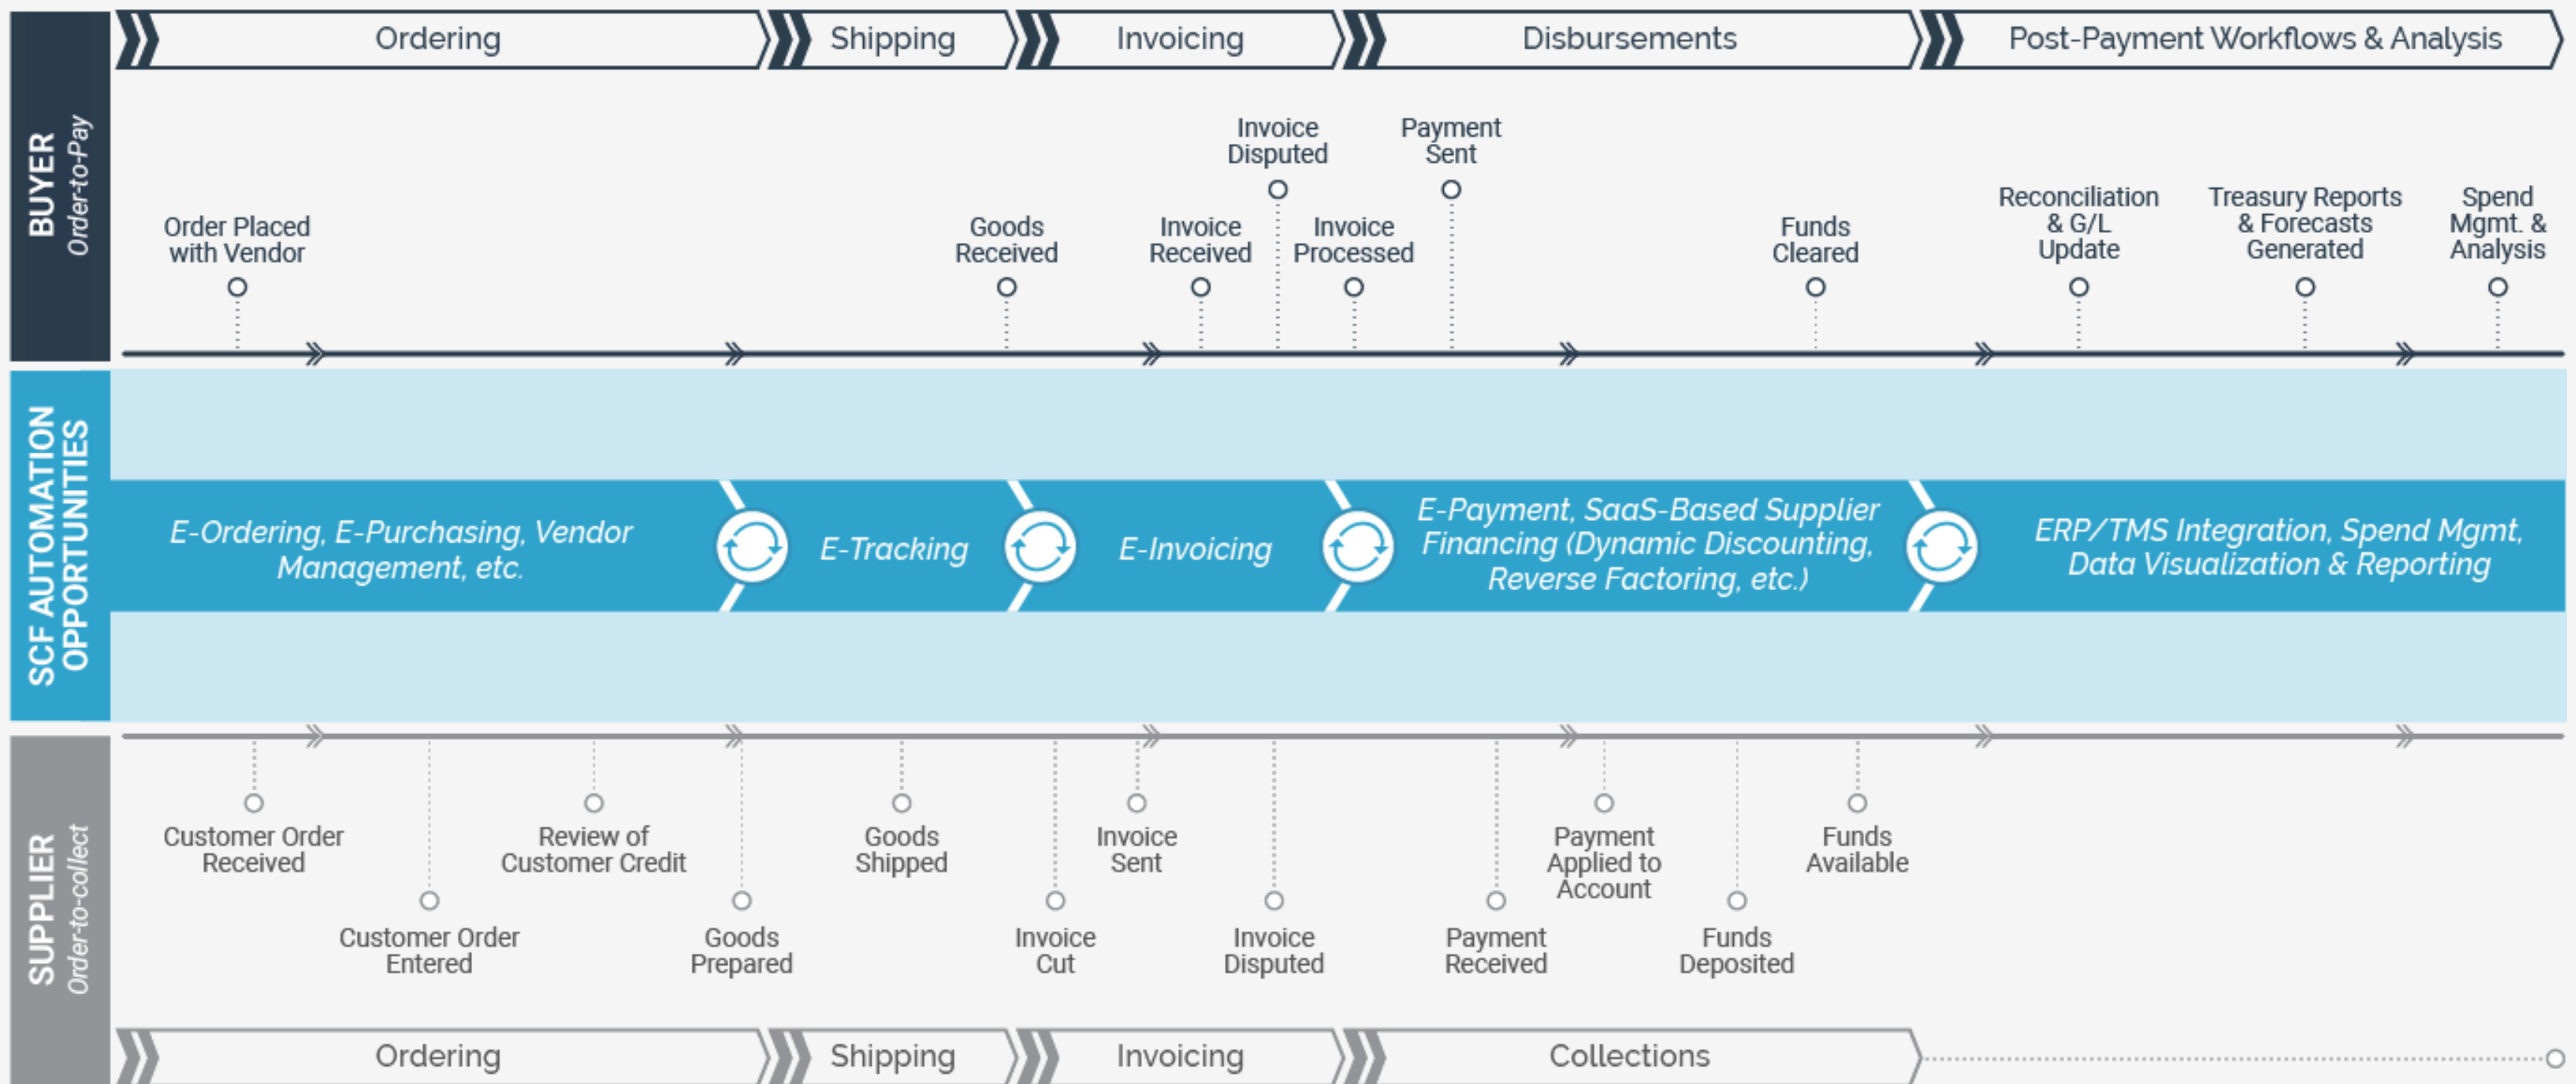 Ordering
Shipping
Invoicing
Disbursements
Post-Payment Workflows & Analysis
BUYER
Order-to-Pay
Order Placed
with Vendor
Goods
Received
Invoice
Received
Invoice
Disputed
Invoice
Processed
Payment
Sent
Funds
Cleared
Reconciliation
& G/L
Update
Treasury Reports
& Forecasts
Generated
Spend
Mgmt. &
Analysis
SCF AUTOMATION
OPPORTUNITIES
E-Ordering, E-Purchasing, Vendor
Management, etc.
E-Tracking
E-Invoicing
E-Payment, SaaS-Based Supplier
Financing (Dynamic Discounting,
Reverse Factoring, etc.)
ERP/TMS Integration, Spend Mgmt,
Data Visualization & Reporting
SUPPLIER
Order-to-collect
Customer Order
Received
Customer Order
Entered
Review of
Customer Credit
Goods
Prepared
Goods
Shipped
Invoice
Cut
Invoice
Sent
Invoice
Disputed
Payment
Received
Payment
Applied to
Account
Funds
Deposited
Funds
Available
Ordering
Shipping
Invoicing
Collections